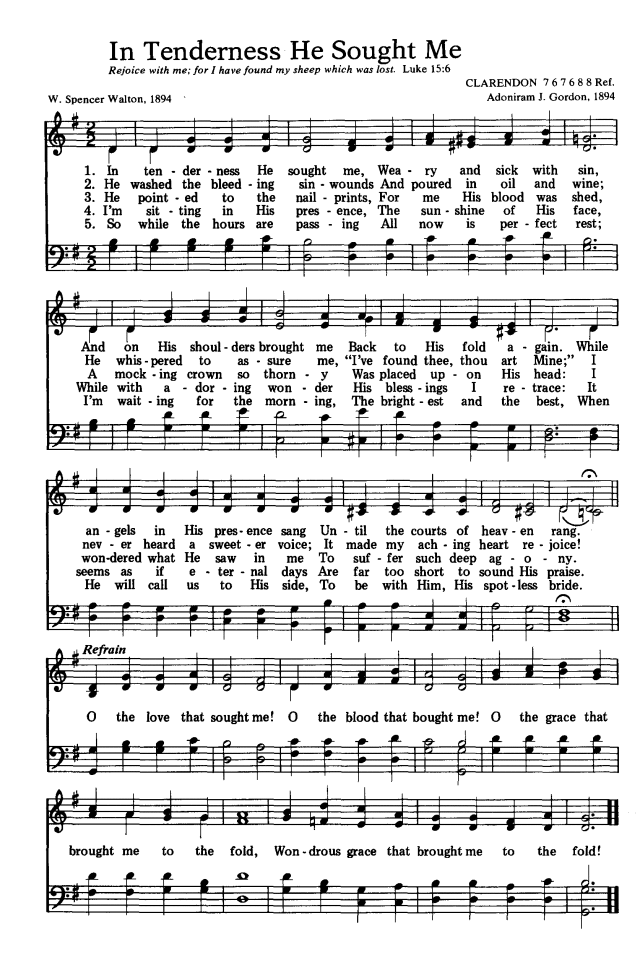 In Tenderness He Sought Me
Rejoice with me; for I have found my sheep which was lost. Luke 15:6
CLARENDON 7 6 7 6 8 8 Ref.
W. Spencer Walton, 1894
Adoniram J. Gordon, 1894
1. In ten - der - ness He sought me, Wea - ry and sick with sin,
2. He washed the bleed - ing sin - wounds And poured in oil and wine;
3. He point - ed to the nail - prints, For me His blood was shed,
4. I'm sit - ting in His pres - ence, The sun - shine of His face,
5. So while the hours are pass - ing All now is per - fect rest;
And on His shoul - ders brought me Back to His fold a - gain. While
He whis - pered to as - sure me, "I've found thee, thou art Mine;" I
A mock - ing crown so thorn - y Was placed up - on His head: I
While with a - dor - ing won - der His bless - ings I re - trace: It
I'm wait - ing for the morn - ing, The bright - est and the best, When
an - gels in His pres - ence sang Un - til the courts of heav - en rang.
nev - er heard a sweet - er voice; It made my ach - ing heart re - joice!
won - dered what He saw in me To suf - fer such deep ag - o - ny.
seems as if e - ter - nal days Are far too short to sound His praise.
He will call us to His side, To be with Him, His spot - less bride.
Refrain
O the love that sought me! O the blood that bought me! O the grace that
brought me to the fold, Won - drous grace that brought me to the fold!